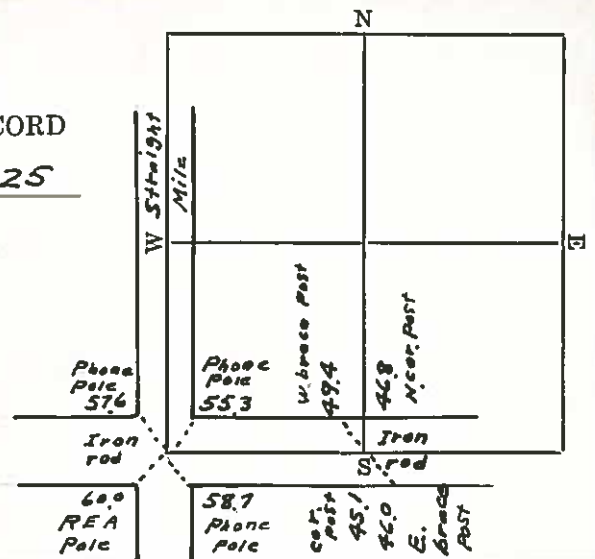 N
CORD
25
Straight
Mile
W
E
Phone
Pole
57.6
Phone
Pole
55.3
W. brace Post
49.4
46.8
N cor. Post
Iron
rod
Iron
rod
S
60.0
REA
Pole
58.7
Phone
Pole
cor.
Post
45.1
46.0
E.
brace
Post